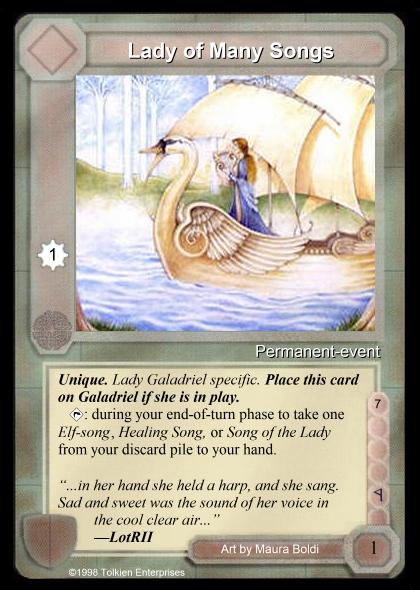 Lady of Many Songs
1
Permanent-event
Unique. Lady Galadriel specific. Place this card
on Galadriel if she is in play.
: during your end-of-turn phase to take one
Elf-song, Healing Song, or Song of the Lady
from your discard pile to your hand.
“...in her hand she held a harp, and she sang.
Sad and sweet was the sound of her voice in
the cool clear air...”
—LotRII
7
Art by Maura Boldi
1
©1998 Tolkien Enterprises